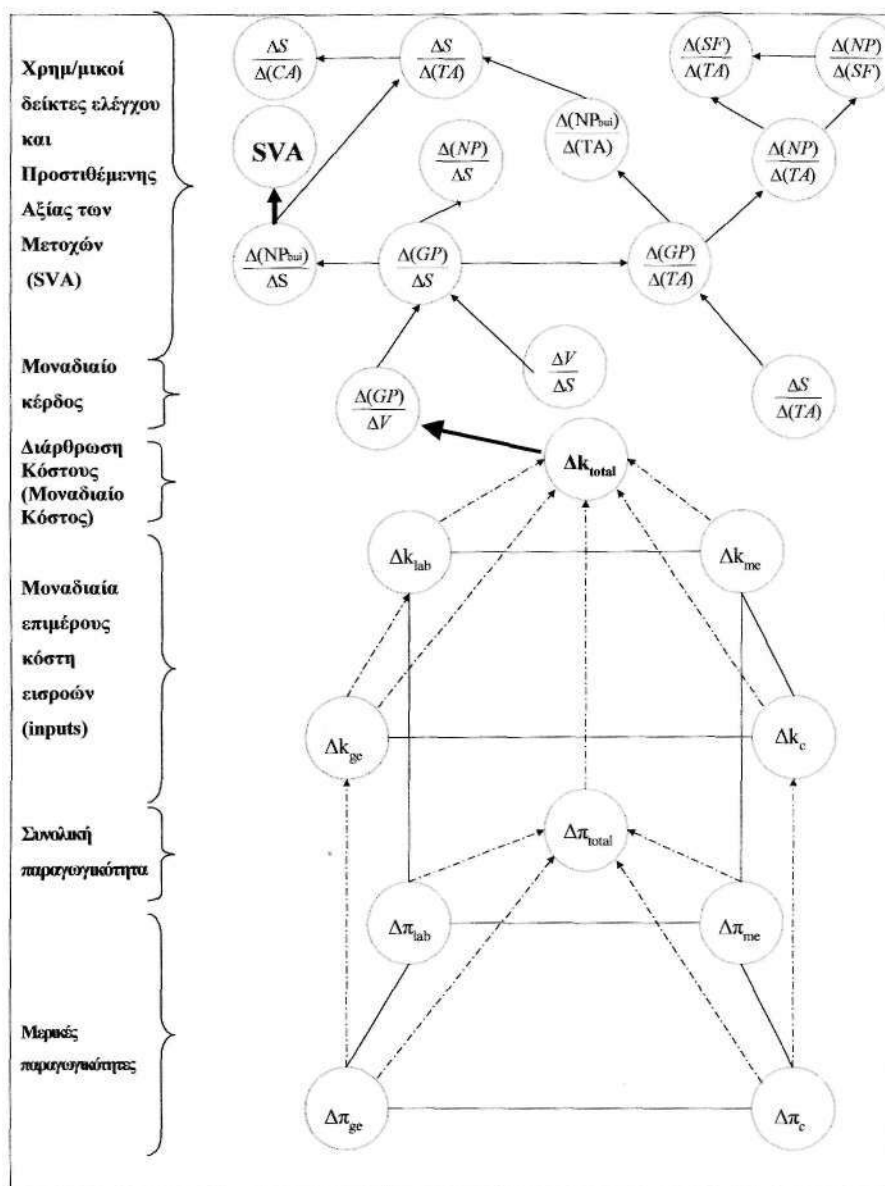 Χρημ/μικοί
δείκτες ελέγχου
και
Προστιθέμενης
Αξίας των
Μετοχών
(SVA)
ΔS
Δ(CA)
ΔS
Δ(TA)
Δ(SF)
Δ(TA)
Δ(NP)
Δ(SF)
SVA
Δ(NP)
ΔS
Δ(NPbui)
Δ(TA)
Δ(NP)
Δ(TA)
Δ(NPbui)
ΔS
Δ(GP)
ΔS
Δ(GP)
Δ(TA)
Μοναδιαίο
κέρδος
Δ(GP)
ΔV
ΔV
ΔS
ΔS
Δ(TA)
Διάρθρωση
Κόστους
(Μοναδιαίο
Κόστος)
Δktotal
Μοναδιαία
επιμέρους
κόστη
εισροών
(inputs)
Δklab
Δkme
Δkge
Δkc
Συνολική
παραγωγικότητα
Δπtotal
Δπlab
Δπme
Μερικές
παραγωγικότητες
Δπge
Δπc